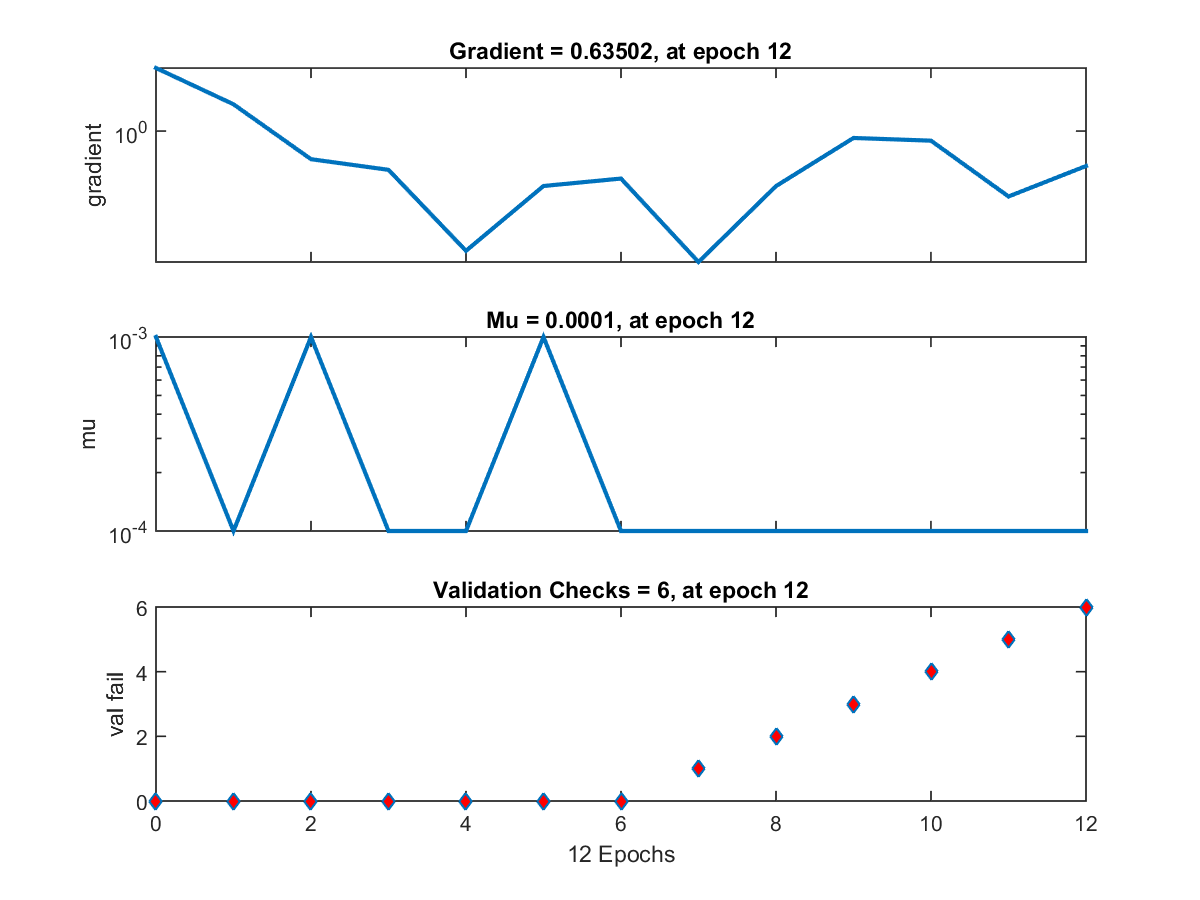 Gradient = 0.63502, at epoch 12
gradient
10^0
Mu = 0.0001, at epoch 12
mu
10^-3
10^-4
Validation Checks = 6, at epoch 12
val fail
6
4
2
0
0 2 4 6 8 10 12
12 Epochs